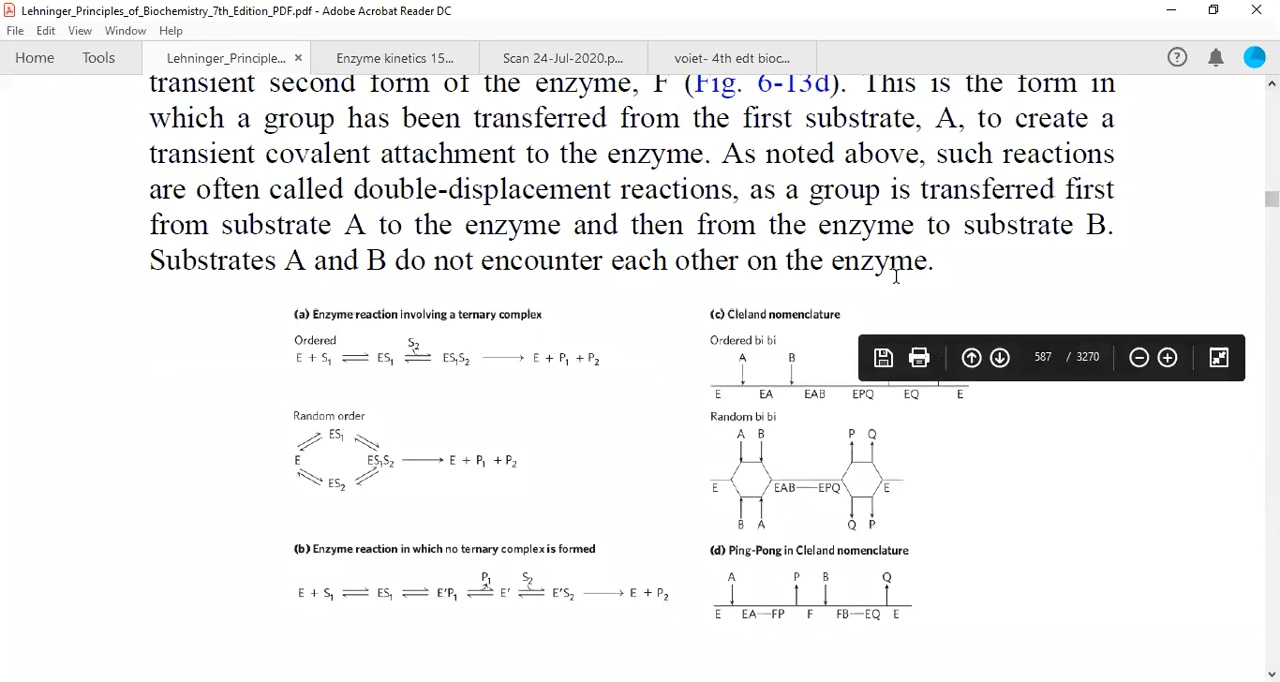 Lehninger_Principles_of_Biochemistry_7th_Edition_PDF.pdf - Adobe Acrobat Reader DC
File Edit View Window Help
Home Tools Lehninger_Principle... × Enzyme kinetics 15... Scan 24-Jul-2020.p... voiet- 4th edt bioc...
transient second form of the enzyme, F (Fig. 6-13d). This is the form in
which a group has been transferred from the first substrate, A, to create a
transient covalent attachment to the enzyme. As noted above, such reactions
are often called double-displacement reactions, as a group is transferred first
from substrate A to the enzyme and then from the enzyme to substrate B.
Substrates A and B do not encounter each other on the enzyme.
(a) Enzyme reaction involving a ternary complex
Ordered
S₂
E + S₁ ⇌ ES₁ ⇌ ES₁S₂ → E + P₁ + P₂
Random order
ES₁
E ES₁S₂ → E + P₁ + P₂
ES₂
(b) Enzyme reaction in which no ternary complex is formed
P₁ S₂
E + S₁ ⇌ ES₁ ⇌ E'P₁ ⇌ E' ⇌ E'S₂ → E + P₂
(c) Cleland nomenclature
Ordered bi bi
A B
E EA EAB EPQ EQ E
587 / 3270
Random bi bi
A B P Q
E EAB—EPQ E
B A Q P
(d) Ping-Pong in Cleland nomenclature
A P B Q
E EA—FP F FB—EQ E